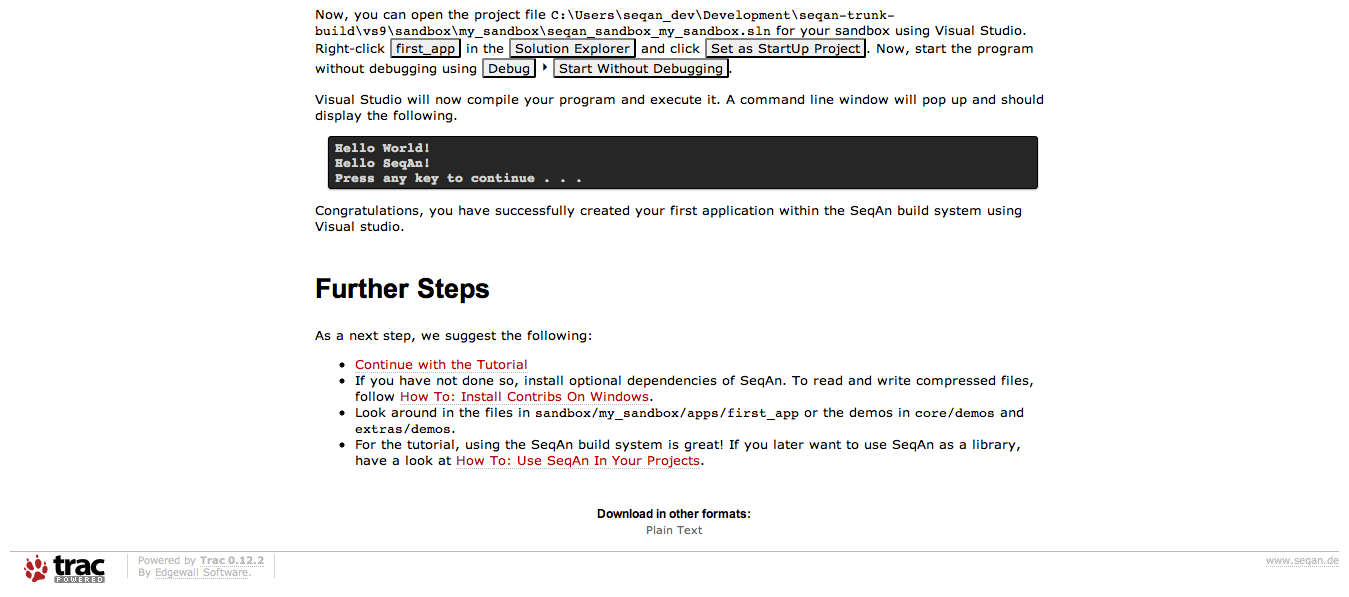 Now, you can open the project file C:\Users\seqan_dev\Development\seqan-trunk-
build\vs9\sandbox\my_sandbox\seqan_sandbox_my_sandbox.sln for your sandbox using Visual Studio.
Right-click first_app in the Solution Explorer and click Set as StartUp Project. Now, start the program
without debugging using Debug ‣ Start Without Debugging.
Visual Studio will now compile your program and execute it. A command line window will pop up and should
display the following.
Hello World!
Hello SeqAn!
Press any key to continue . . .
Congratulations, you have successfully created your first application within the SeqAn build system using
Visual studio.
Further Steps
As a next step, we suggest the following:
• Continue with the Tutorial
• If you have not done so, install optional dependencies of SeqAn. To read and write compressed files,
follow How To: Install Contribs On Windows.
• Look around in the files in sandbox/my_sandbox/apps/first_app or the demos in core/demos and
extras/demos.
• For the tutorial, using the SeqAn build system is great! If you later want to use SeqAn as a library,
have a look at How To: Use SeqAn In Your Projects.
Download in other formats:
Plain Text
trac
POWERED
Powered by Trac 0.12.2
By Edgewall Software.
www.seqan.de